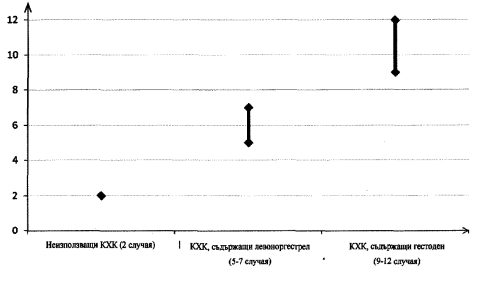 12
10
8
6
4
2
0
Неизползващи КХК (2 случая)
КХК, съдържащи левоноргестрел
(5-7 случая)
КХК, съдържащи гестоден
(9-12 случая)